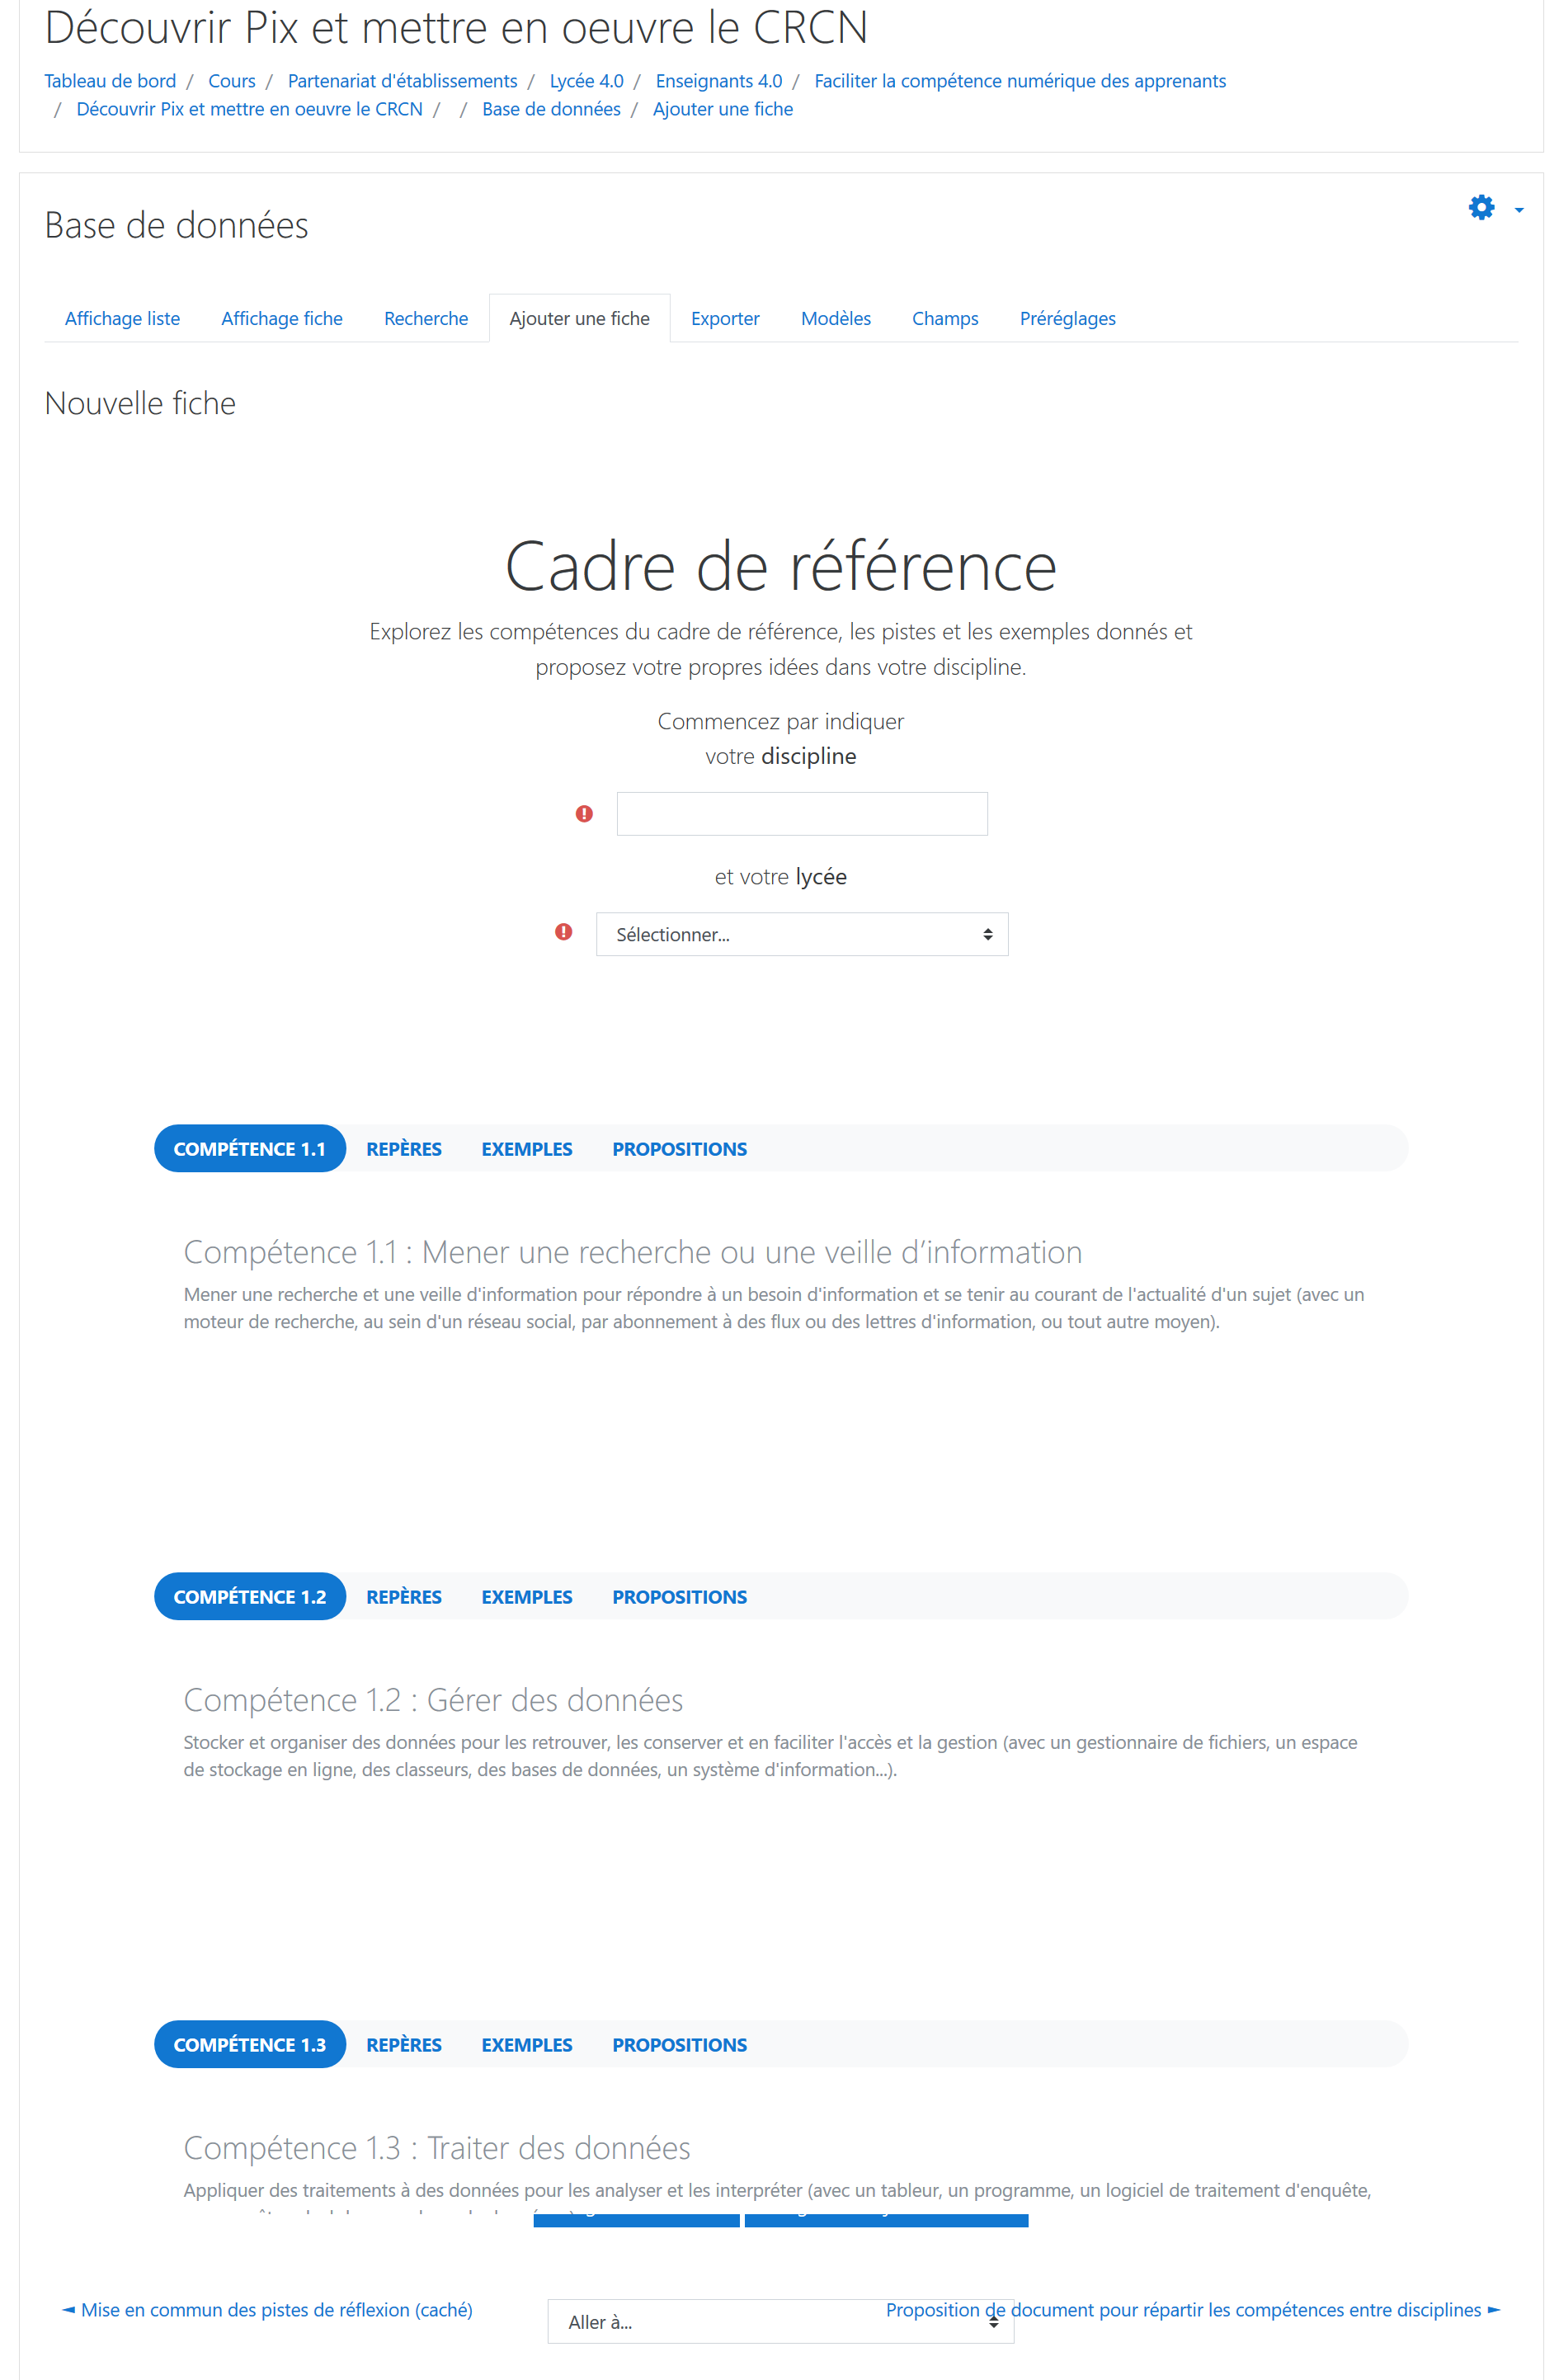 Découvrir Pix et mettre en oeuvre le CRCN
Tableau de bord / Cours / Partenariat d'établissements / Lycée 4.0 / Enseignants 4.0 / Faciliter la compétence numérique des apprenants
/ Découvrir Pix et mettre en oeuvre le CRCN / / Base de données / Ajouter une fiche
Base de données
Affichage liste Affichage fiche Recherche Ajouter une fiche Exporter Modèles Champs Préréglages
Nouvelle fiche
Cadre de référence
Explorez les compétences du cadre de référence, les pistes et les exemples donnés et
proposez votre propres idées dans votre discipline.
Commencez par indiquer
votre discipline
et votre lycée
Sélectionner...
COMPÉTENCE 1.1 REPÈRES EXEMPLES PROPOSITIONS
Compétence 1.1 : Mener une recherche ou une veille d’information
Mener une recherche et une veille d'information pour répondre à un besoin d'information et se tenir au courant de l'actualité d'un sujet (avec un
moteur de recherche, au sein d'un réseau social, par abonnement à des flux ou des lettres d'information, ou tout autre moyen).
COMPÉTENCE 1.2 REPÈRES EXEMPLES PROPOSITIONS
Compétence 1.2 : Gérer des données
Stocker et organiser des données pour les retrouver, les conserver et en faciliter l'accès et la gestion (avec un gestionnaire de fichiers, un espace
de stockage en ligne, des classeurs, des bases de données, un système d'information...).
COMPÉTENCE 1.3 REPÈRES EXEMPLES PROPOSITIONS
Compétence 1.3 : Traiter des données
Appliquer des traitements à des données pour les analyser et les interpréter (avec un tableur, un programme, un logiciel de traitement d'enquête,
◄ Mise en commun des pistes de réflexion (caché)
Aller à...
Proposition de document pour répartir les compétences entre disciplines ►